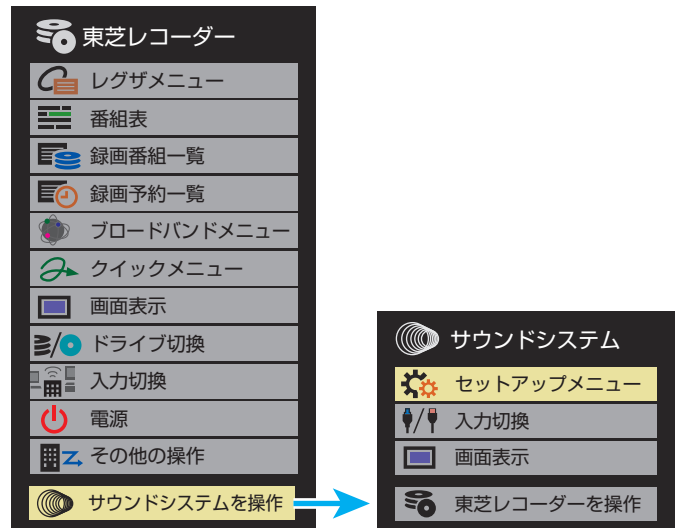 東芝レコーダー
レグザメニュー
番組表
録画番組一覧
録画予約一覧
ブロードバンドメニュー
クイックメニュー
画面表示
ドライブ切換
入力切換
電源
その他の操作
サウンドシステムを操作
サウンドシステム
セットアップメニュー
入力切換
画面表示
東芝レコーダーを操作